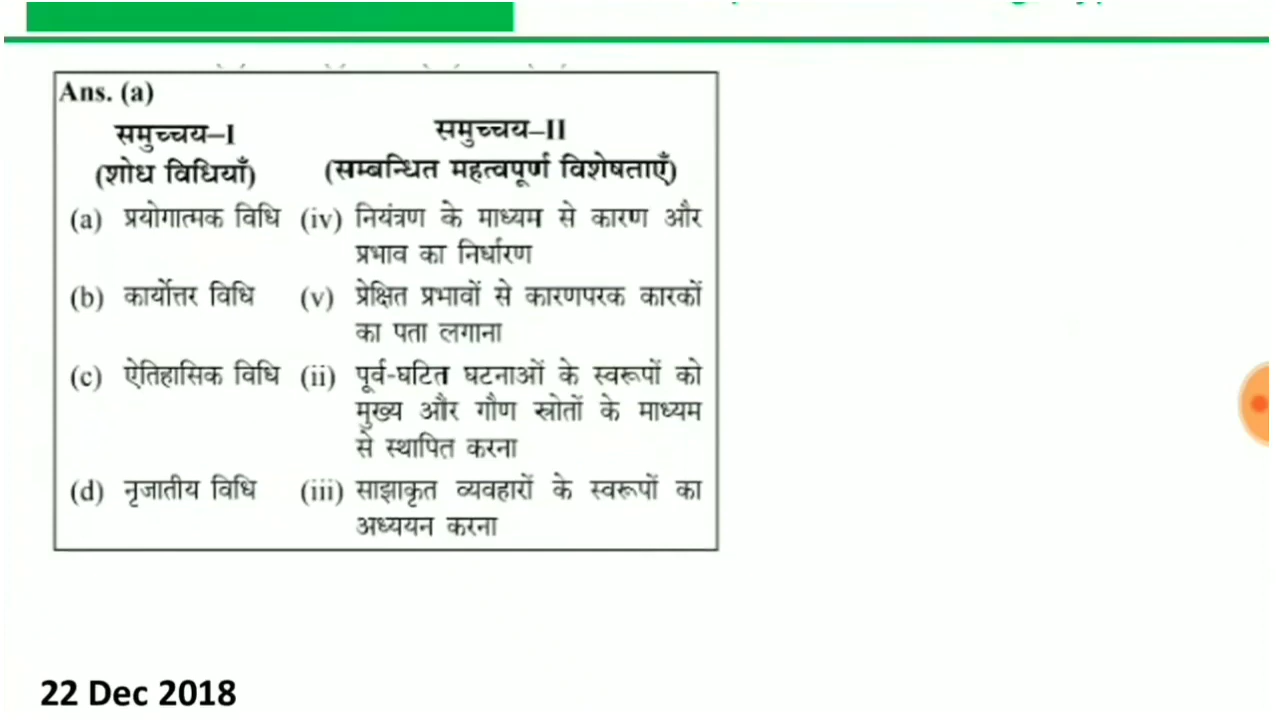 Ans. (a)
समुच्चय–I समुच्चय–II
(शोध विधियाँ) (सम्बन्धित महत्वपूर्ण विशेषताएँ)
(a) प्रयोगात्मक विधि (iv) नियंत्रण के माध्यम से कारण और
प्रभाव का निर्धारण
(b) कार्योत्तर विधि (v) प्रेक्षित प्रभावों से कारणपरक कारकों
का पता लगाना
(c) ऐतिहासिक विधि (ii) पूर्व-घटित घटनाओं के स्वरूपों को
मुख्य और गौण स्रोतों के माध्यम
से स्थापित करना
(d) नृजातीय विधि (iii) साझाकृत व्यवहारों के स्वरूपों का
अध्ययन करना
22 Dec 2018